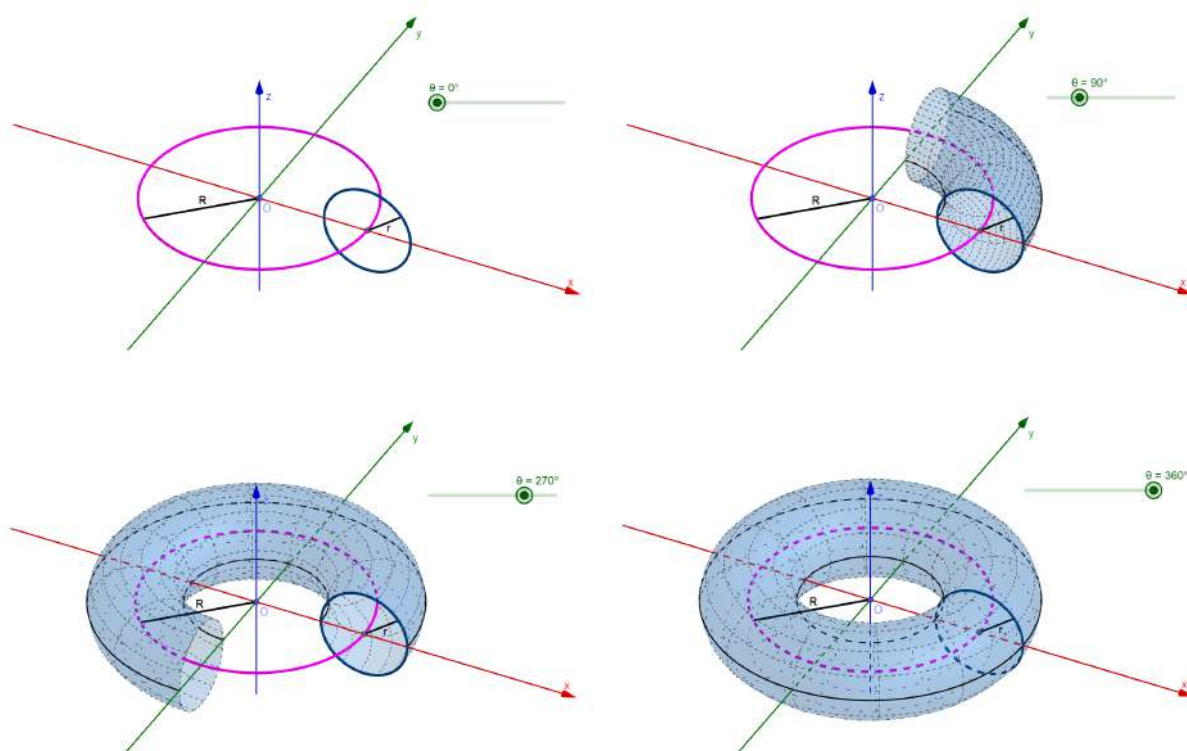 y
θ = 0°
z
R
O
r
x
y
θ = 90°
z
R
O
r
x
y
θ = 270°
z
R
O
r
x
y
θ = 360°
z
R
O
r
x